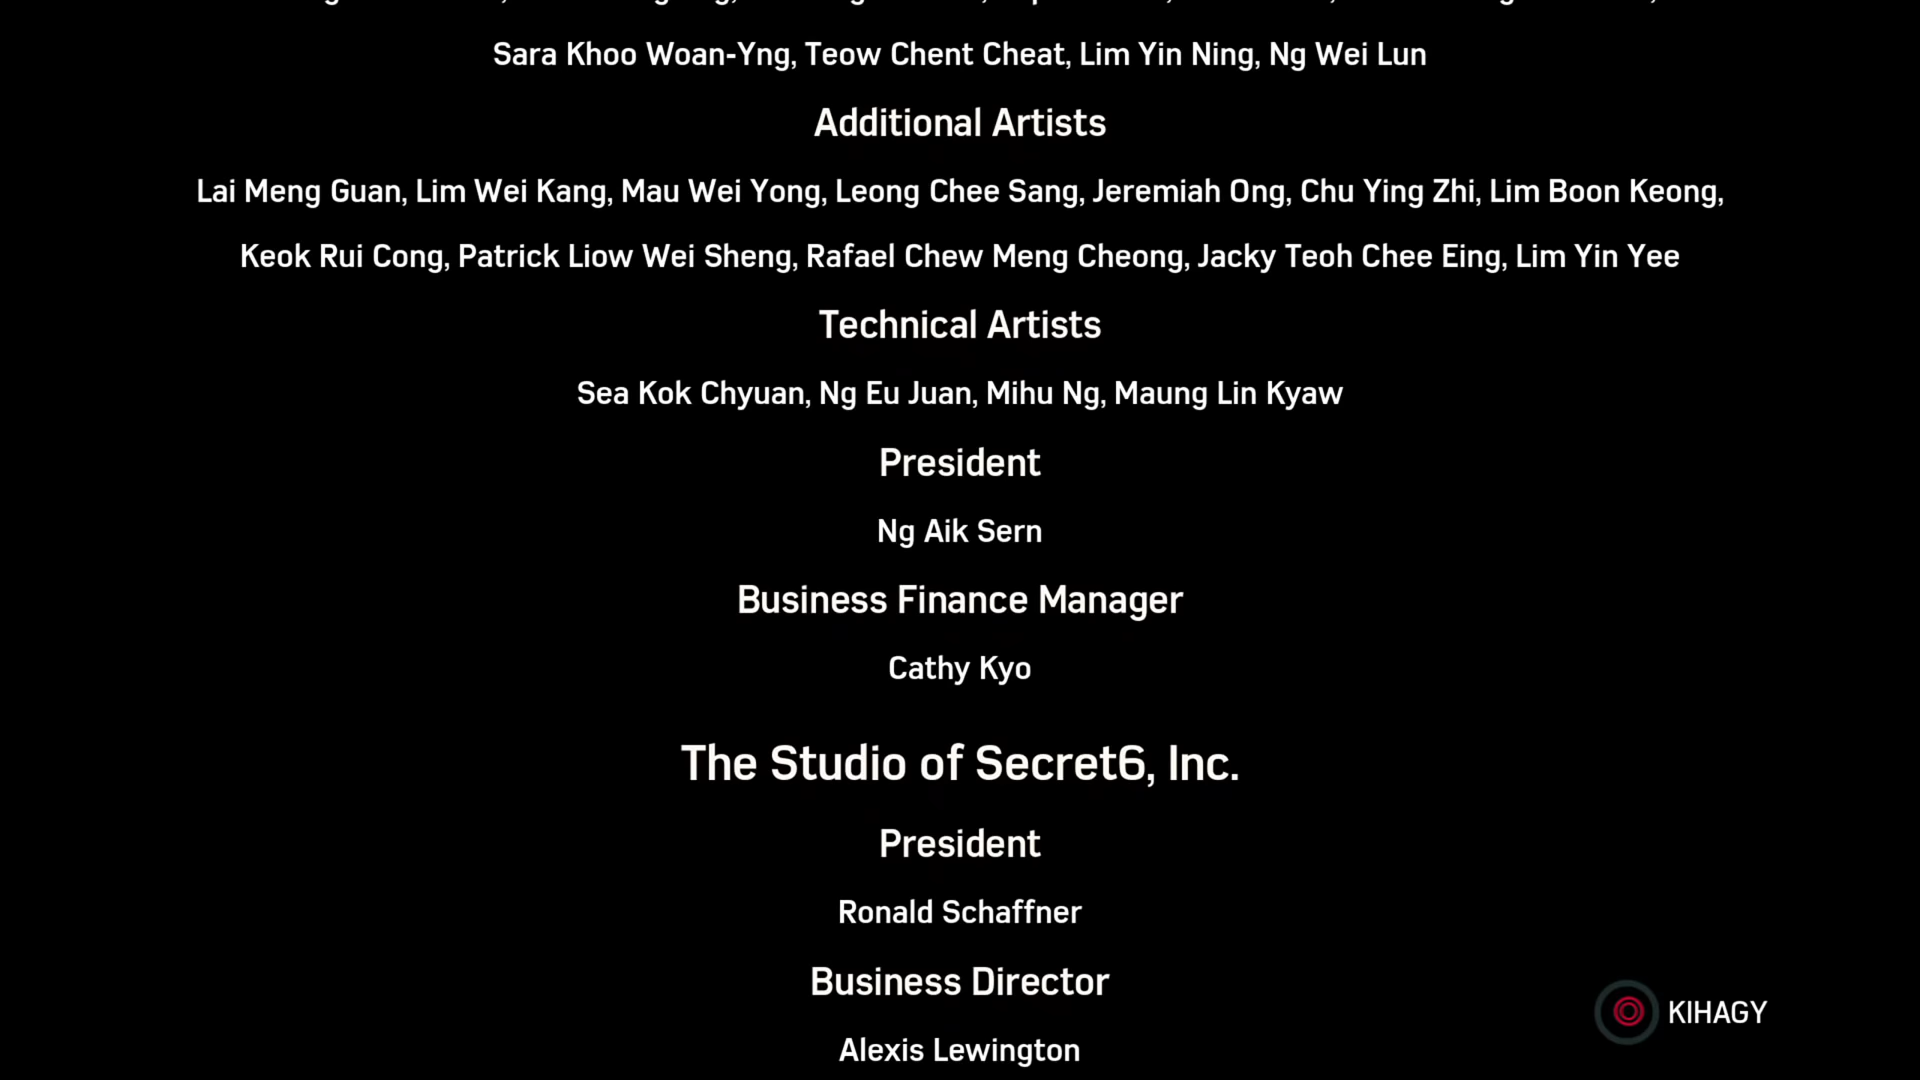 Sara Khoo Woan-Yng, Teow Chent Cheat, Lim Yin Ning, Ng Wei Lun
Additional Artists
Lai Meng Guan, Lim Wei Kang, Mau Wei Yong, Leong Chee Sang, Jeremiah Ong, Chu Ying Zhi, Lim Boon Keong,
Keok Rui Cong, Patrick Liow Wei Sheng, Rafael Chew Meng Cheong, Jacky Teoh Chee Eing, Lim Yin Yee
Technical Artists
Sea Kok Chyuan, Ng Eu Juan, Mihu Ng, Maung Lin Kyaw
President
Ng Aik Sern
Business Finance Manager
Cathy Kyo
The Studio of Secret6, Inc.
President
Ronald Schaffner
Business Director
Alexis Lewington
KIHAGY